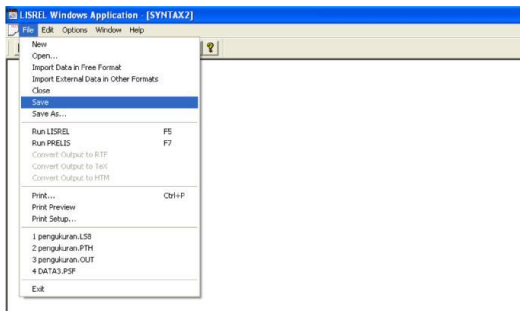 LISREL Windows Application - [SYNTAX2]
File Edit Options Window Help
New
Open...
Import Data in Free Format
Import External Data in Other Formats
Close
Save
Save As...
Run LISREL F5
Run PRELIS F7
Convert Output to RTF
Convert Output to TeX
Convert Output to HTM
Print... Ctrl+P
Print Preview
Print Setup...
1 pengukuran.LS8
2 pengukuran.PTH
3 pengukuran.OUT
4 DATA3.PSF
Exit